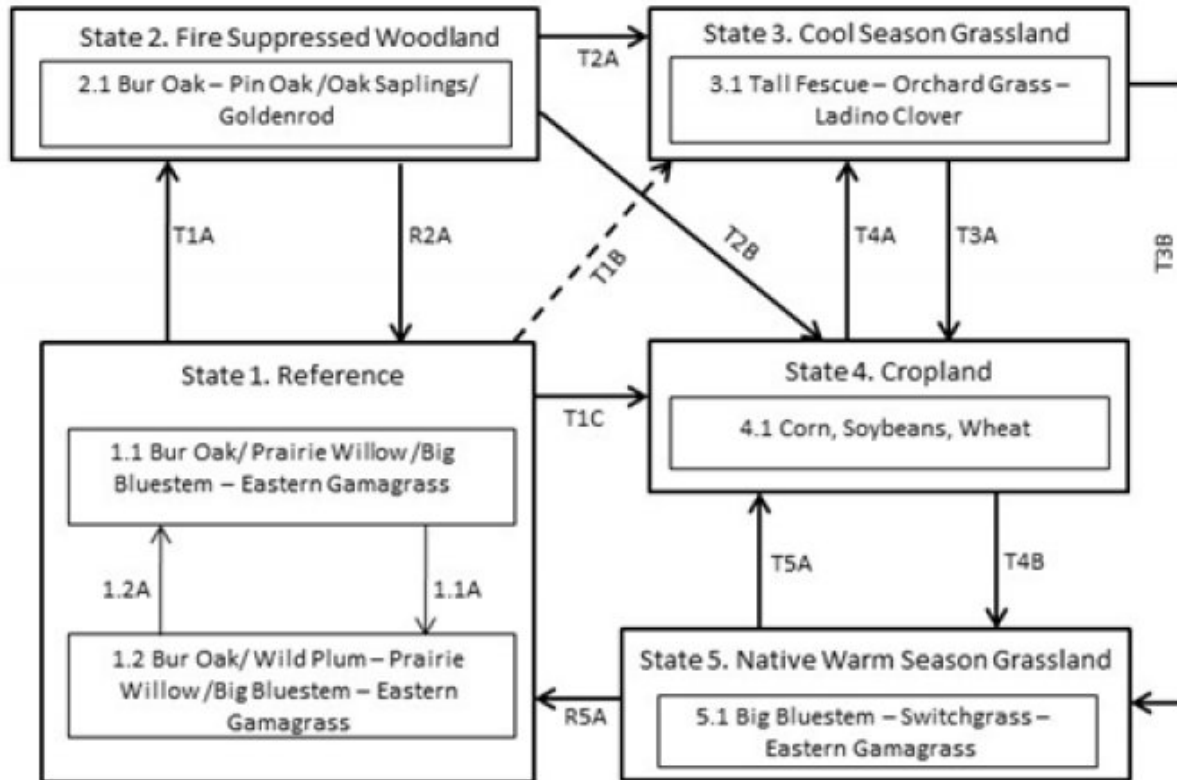 State 2. Fire Suppressed Woodland
2.1 Bur Oak – Pin Oak /Oak Saplings/
Goldenrod
T2A
State 3. Cool Season Grassland
3.1 Tall Fescue – Orchard Grass –
Ladino Clover
T1A
R2A
T1B
T2B
T4A
T3A
T3B
State 1. Reference
1.1 Bur Oak/ Prairie Willow /Big
Bluestem – Eastern Gamagrass
1.2A
1.1A
1.2 Bur Oak/ Wild Plum – Prairie
Willow /Big Bluestem – Eastern
Gamagrass
T1C
State 4. Cropland
4.1 Corn, Soybeans, Wheat
T5A
T4B
R5A
State 5. Native Warm Season Grassland
5.1 Big Bluestem – Switchgrass –
Eastern Gamagrass